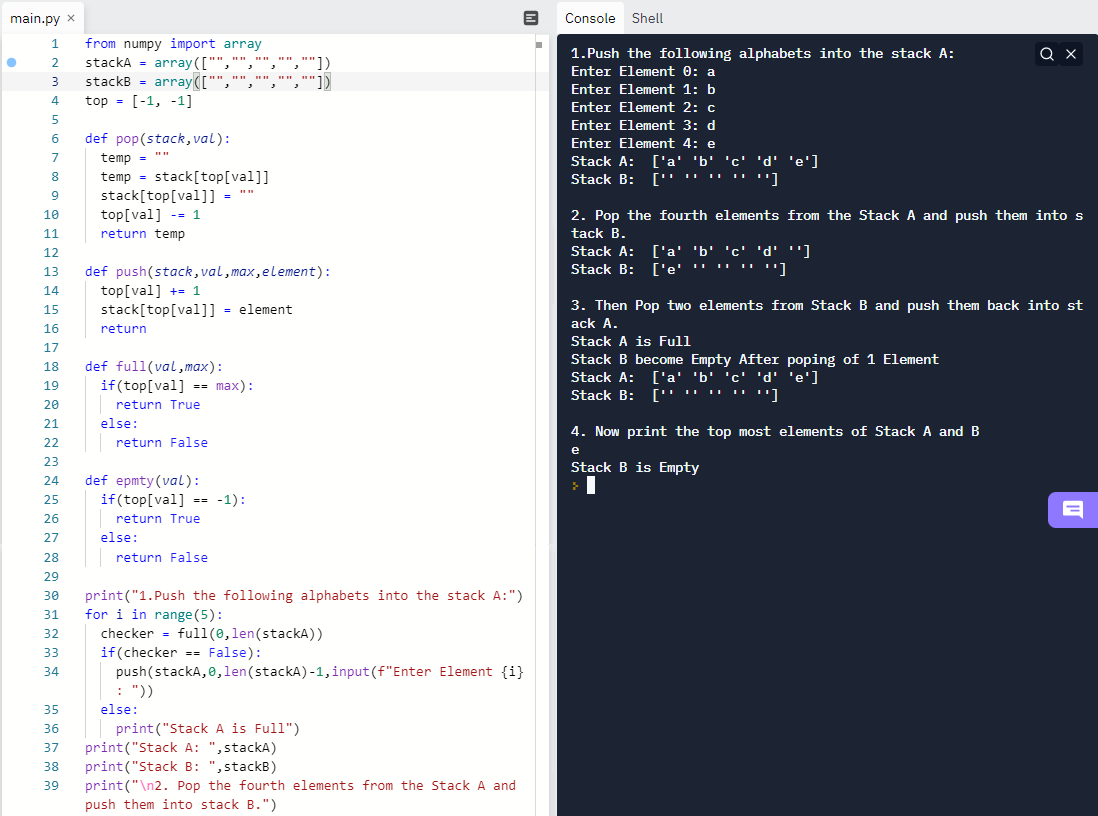 main.py ×
1 from numpy import array
2 stackA = array(["","","","",""])
3 stackB = array(["","","","",""])
4 top = [-1, -1]
5
6 def pop(stack,val):
7 temp = ""
8 temp = stack[top[val]]
9 stack[top[val]] = ""
10 top[val] -= 1
11 return temp
12
13 def push(stack,val,max,element):
14 top[val] += 1
15 stack[top[val]] = element
16 return
17
18 def full(val,max):
19 if(top[val] == max):
20 return True
21 else:
22 return False
23
24 def epmty(val):
25 if(top[val] == -1):
26 return True
27 else:
28 return False
29
30 print("1.Push the following alphabets into the stack A:")
31 for i in range(5):
32 checker = full(0,len(stackA))
33 if(checker == False):
34 push(stackA,0,len(stackA)-1,input(f"Enter Element {i}
: "))
35 else:
36 print("Stack A is Full")
37 print("Stack A: ",stackA)
38 print("Stack B: ",stackB)
39 print("\n2. Pop the fourth elements from the Stack A and
push them into stack B.")
Console Shell
1.Push the following alphabets into the stack A:
Enter Element 0: a
Enter Element 1: b
Enter Element 2: c
Enter Element 3: d
Enter Element 4: e
Stack A:  ['a' 'b' 'c' 'd' 'e']
Stack B:  ['' '' '' '' '']

2. Pop the fourth elements from the Stack A and push them into s
tack B.
Stack A:  ['a' 'b' 'c' 'd' '']
Stack B:  ['e' '' '' '' '']

3. Then Pop two elements from Stack B and push them back into st
ack A.
Stack A is Full
Stack B become Empty After poping of 1 Element
Stack A:  ['a' 'b' 'c' 'd' 'e']
Stack B:  ['' '' '' '' '']

4. Now print the top most elements of Stack A and B
e
Stack B is Empty